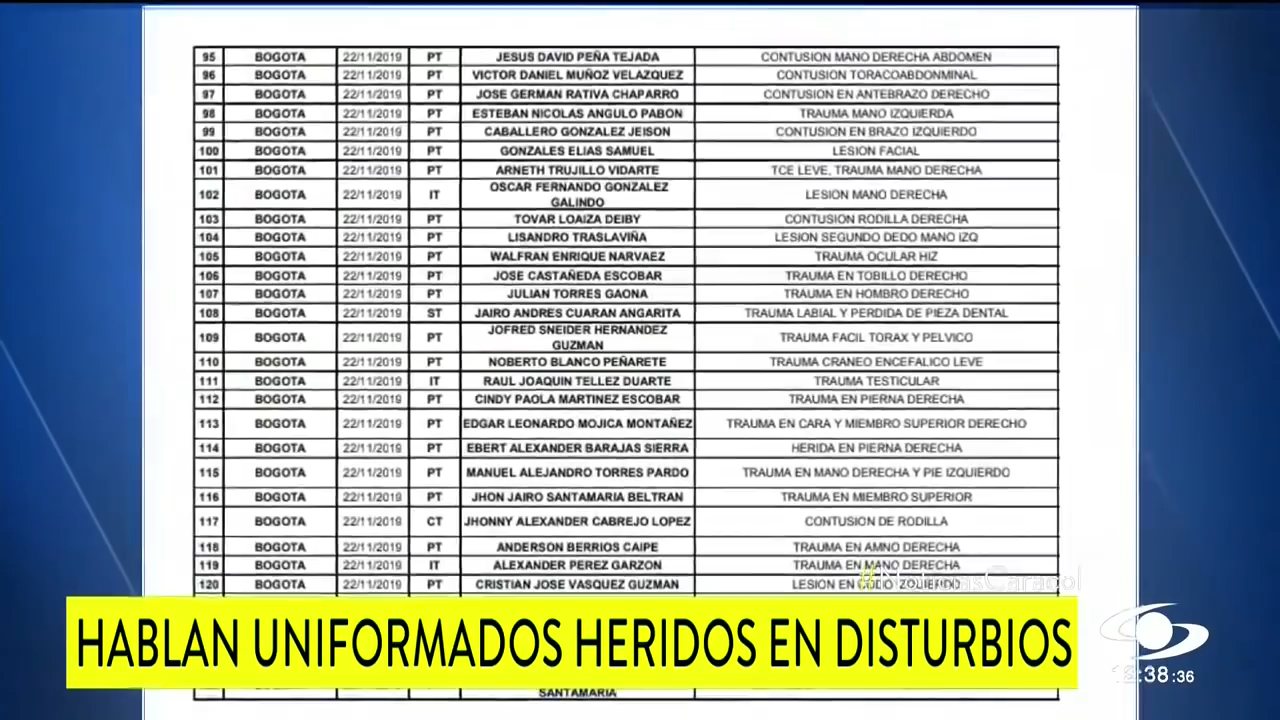 95 BOGOTA 22/11/2019 PT JESUS DAVID PEÑA TEJADA CONTUSION MANO DERECHA ABDOMEN
96 BOGOTA 22/11/2019 PT VICTOR DANIEL MUÑOZ VELAZQUEZ CONTUSION TORACOABDONMINAL
97 BOGOTA 22/11/2019 PT JOSE GERMAN RATIVA CHAPARRO CONTUSION EN ANTEBRAZO DERECHO
98 BOGOTA 22/11/2019 PT ESTEBAN NICOLAS ANGULO PABON TRAUMA MANO IZQUIERDA
99 BOGOTA 22/11/2019 PT CABALLERO GONZALEZ JEISON CONTUSION EN BRAZO IZQUIERDO
100 BOGOTA 22/11/2019 PT GONZALES ELIAS SAMUEL LESION FACIAL
101 BOGOTA 22/11/2019 PT ARNETH TRUJILLO VIDARTE TCE LEVE, TRAUMA MANO DERECHA
102 BOGOTA 22/11/2019 IT OSCAR FERNANDO GONZALEZ
GALINDO LESION MANO DERECHA
103 BOGOTA 22/11/2019 PT TOVAR LOAIZA DEIBY CONTUSION RODILLA DERECHA
104 BOGOTA 22/11/2019 PT LISANDRO TRASLAVIÑA LESION SEGUNDO DEDO MANO IZQ
105 BOGOTA 22/11/2019 PT WALFRAN ENRIQUE NARVAEZ TRAUMA OCULAR HIZ
106 BOGOTA 22/11/2019 PT JOSE CASTAÑEDA ESCOBAR TRAUMA EN TOBILLO DERECHO
107 BOGOTA 22/11/2019 PT JULIAN TORRES GAONA TRAUMA EN HOMBRO DERECHO
108 BOGOTA 22/11/2019 ST JAIRO ANDRES CUARAN ANGARITA TRAUMA LABIAL Y PERDIDA DE PIEZA DENTAL
109 BOGOTA 22/11/2019 PT JOFRED SNEIDER HERNANDEZ
GUZMAN TRAUMA FACIL TORAX Y PELVICO
110 BOGOTA 22/11/2019 PT NOBERTO BLANCO PEÑARETE TRAUMA CRANEO ENCEFALICO LEVE
111 BOGOTA 22/11/2019 IT RAUL JOAQUIN TELLEZ DUARTE TRAUMA TESTICULAR
112 BOGOTA 22/11/2019 PT CINDY PAOLA MARTINEZ ESCOBAR TRAUMA EN PIERNA DERECHA
113 BOGOTA 22/11/2019 PT EDGAR LEONARDO MOJICA MONTAÑEZ TRAUMA EN CARA Y MIEMBRO SUPERIOR DERECHO
114 BOGOTA 22/11/2019 PT EBERT ALEXANDER BARAJAS SIERRA HERIDA EN PIERNA DERECHA
115 BOGOTA 22/11/2019 PT MANUEL ALEJANDRO TORRES PARDO TRAUMA EN MANO DERECHA Y PIE IZQUIERDO
116 BOGOTA 22/11/2019 PT JHON JAIRO SANTAMARIA BELTRAN TRAUMA EN MIEMBRO SUPERIOR
117 BOGOTA 22/11/2019 CT JHONNY ALEXANDER CABREJO LOPEZ CONTUSION DE RODILLA
118 BOGOTA 22/11/2019 PT ANDERSON BERRIOS CAIPE TRAUMA EN AMNO DERECHA
119 BOGOTA 22/11/2019 IT ALEXANDER PEREZ GARZON TRAUMA EN MANO DERECHA
120 BOGOTA 22/11/2019 PT CRISTIAN JOSE VASQUEZ GUZMAN LESION EN CODO IZQUIERDO
#NoticiasCaracol
HABLAN UNIFORMADOS HERIDOS EN DISTURBIOS
SANTAMARIA